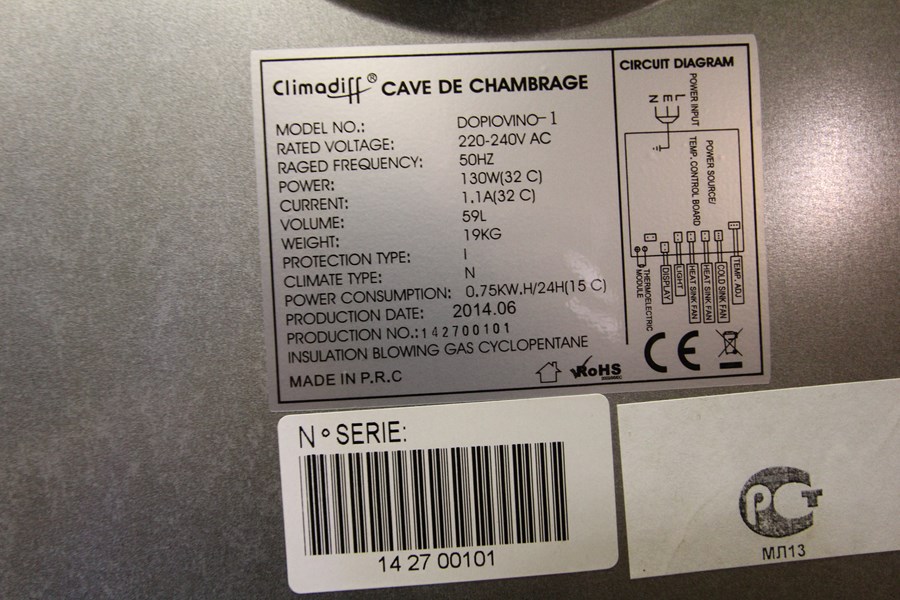 Climadiff® CAVE DE CHAMBRAGE
MODEL NO.: DOPIOVINO-1
RATED VOLTAGE: 220-240V AC
RAGED FREQUENCY: 50HZ
POWER: 130W(32 C)
CURRENT: 1.1A(32 C)
VOLUME: 59L
WEIGHT: 19KG
PROTECTION TYPE: I
CLIMATE TYPE: N
POWER CONSUMPTION: 0.75KW.H/24H(15 C)
PRODUCTION DATE: 2014.06
PRODUCTION NO.:142700101
INSULATION BLOWING GAS CYCLOPENTANE
MADE IN P.R.C
RoHS
CIRCUIT DIAGRAM
POWER INPUT
L
E
N
POWER SOURCE/
TEMP. CONTROL BOARD
TEMP. ADJ
COLD SINK FAN
HEAT SINK FAN
HEAT SINK FAN
LIGHT
DISPLAY
THERMOELECTRIC
MODULE
CE
N° SERIE:
14 27 00101
РСТ
МЛ13